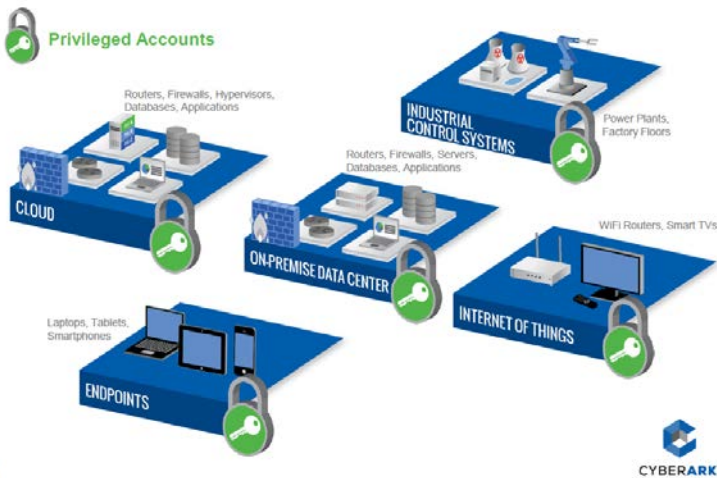 Privileged Accounts
Routers, Firewalls, Hypervisors,
Databases, Applications
CLOUD
Routers, Firewalls, Servers,
Databases, Applications
ON-PREMISE DATA CENTER
INDUSTRIAL
CONTROL SYSTEMS
Power Plants,
Factory Floors
WiFi Routers, Smart TVs
INTERNET OF THINGS
Laptops, Tablets,
Smartphones
ENDPOINTS
CYBERARK